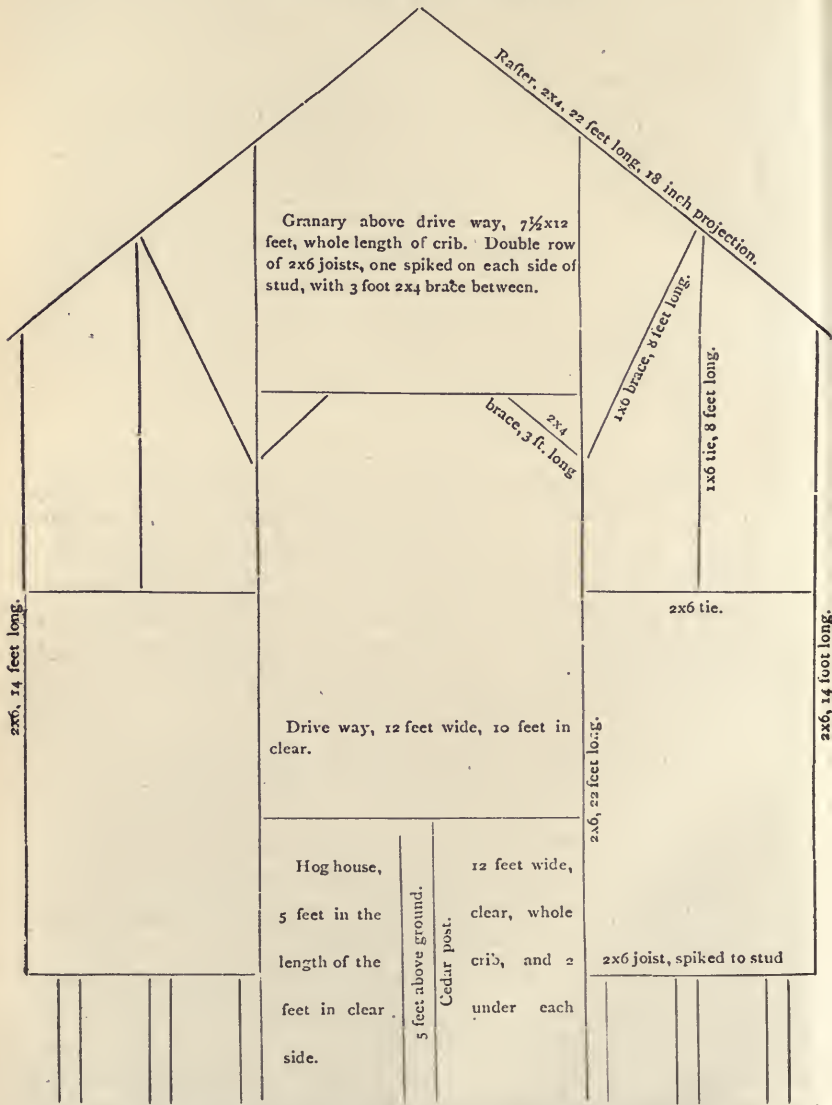 Rafter, 2x4, 22 feet long, 18 inch projection.
Granary above drive way, 7½x12
feet, whole length of crib. Double row
of 2x6 joists, one spiked on each side of
stud, with 3 foot 2x4 brace between.
1x6 brace, 8 feet long.
1x6 tie, 8 feet long.
2x4
brace, 3 ft. long
2x6 tie.
2x6, 14 feet long.
2x6, 14 foot long.
Drive way, 12 feet wide, 10 feet in
clear.
2x6, 22 feet long.
Hog house, 12 feet wide,
5 feet in the clear, whole
length of the crib, and 2
feet in clear under each
side.
5 feet above ground.
Cedar post.
2x6 joist, spiked to stud